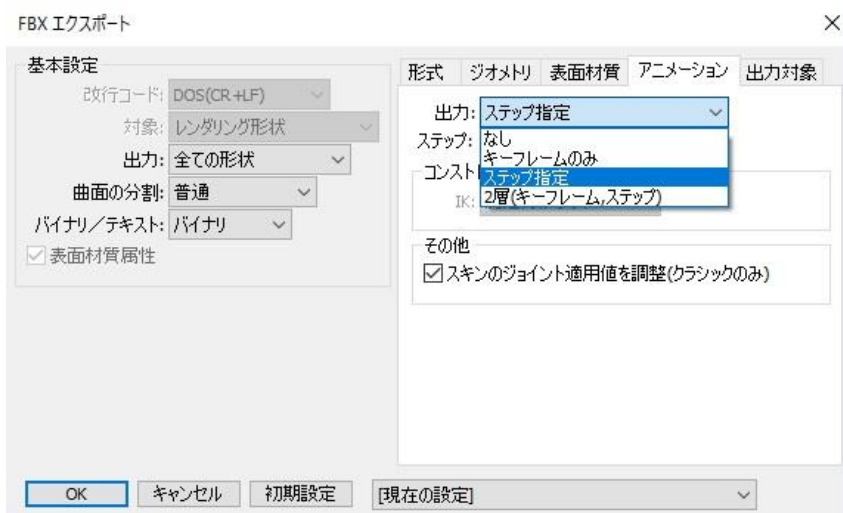 FBX エクスポート
基本設定
改行コード: DOS(CR+LF)
対象: レンダリング形状
出力: 全ての形状
曲面の分割: 普通
バイナリ/テキスト: バイナリ
表面材質属性
形式 ジオメトリ 表面材質 アニメーション 出力対象
出力: ステップ指定
ステップ:
なし
キーフレームのみ
ステップ指定
2層(キーフレーム,ステップ)
コンスト
IK:
その他
スキンのジョイント適用値を調整(クラシックのみ)
OK キャンセル 初期設定 [現在の設定]